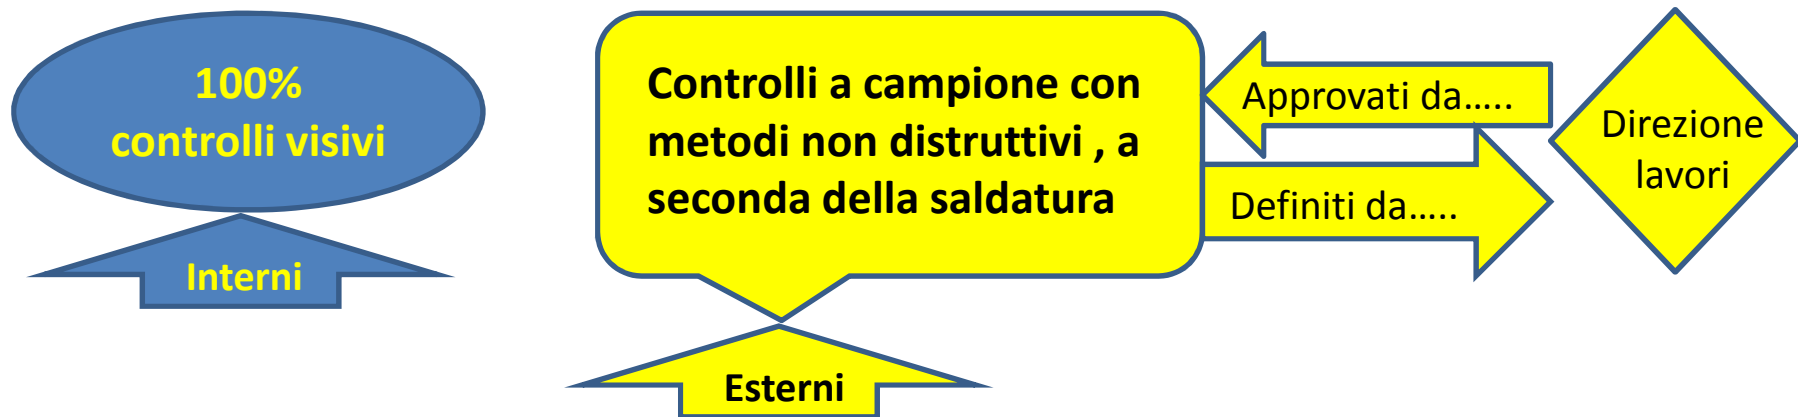 100%
controlli visivi
Interni
Controlli a campione con
metodi non distruttivi , a
seconda della saldatura
Esterni
Approvati da.....
Definiti da.....
Direzione
lavori